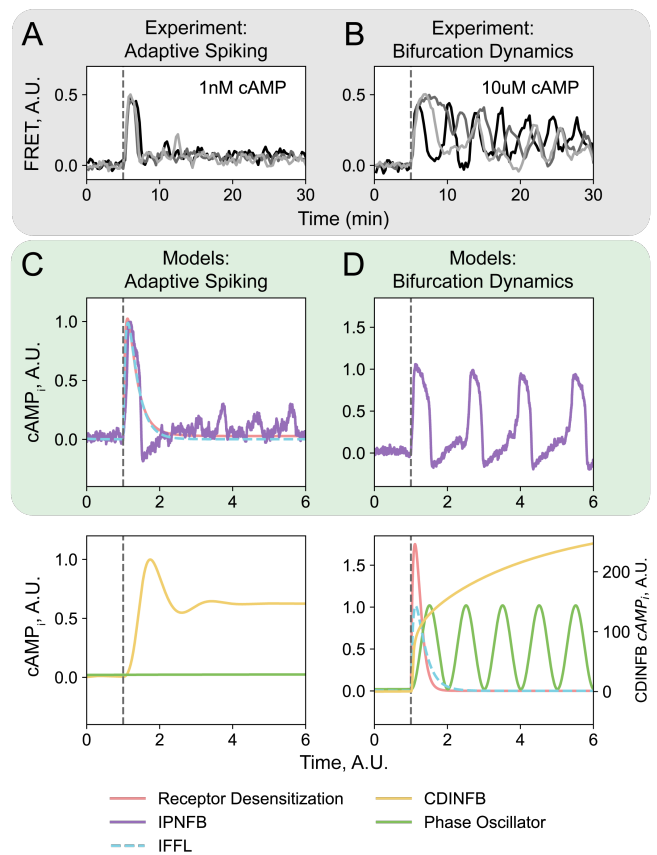 A
Experiment:
Adaptive Spiking
B
Experiment:
Bifurcation Dynamics
1nM cAMP
10uM cAMP
FRET, A.U.
0.5
0.0
0.5
0.0
0 10 20 30
0 10 20 30
Time (min)
C
Models:
Adaptive Spiking
D
Models:
Bifurcation Dynamics
cAMPi, A.U.
1.0
0.5
0.0
1.5
1.0
0.5
0.0
0 2 4 6
0 2 4 6
cAMPi, A.U.
1.0
0.5
0.0
1.5
1.0
0.5
0.0
200
100
0
CDINFB cAMPi, A.U.
0 2 4 6
0 2 4 6
Time, A.U.
Receptor Desensitization
IPNFB
IFFL
CDINFB
Phase Oscillator